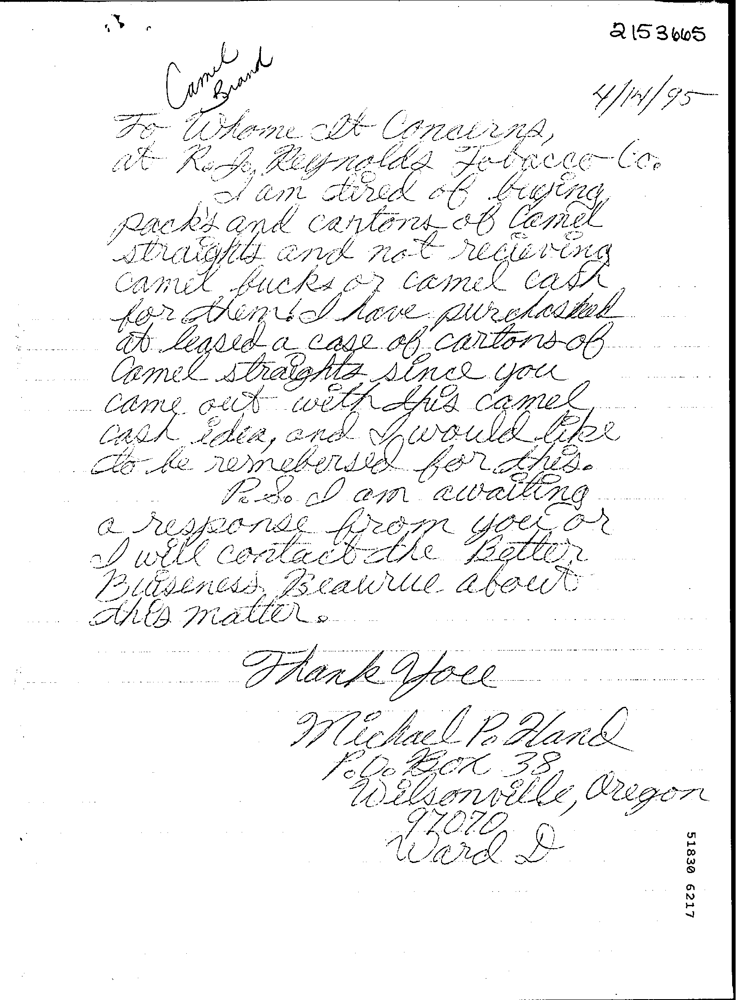 2153665
Camel
Brand
4/14/95
To Whome It Concerns,
at R. J. Reynolds Tobacco Co.
I am tired of buying
pack's and cartons of Camel
straights and not recieving
camel bucks or camel cash
for them! I have purchased
at leased a case of cartons of
Camel straights since you
came out with this camel
cash idea, and I would like
to be remebersed for this.
P.S. I am awaiting
a response from you or
I will contact the Better
Buiseness Beaurue about
this matter.
Thank You
Michael P. Hand
P.O. Box 38
Wilsonville, Oregon
97070
Ward D
51830 6217